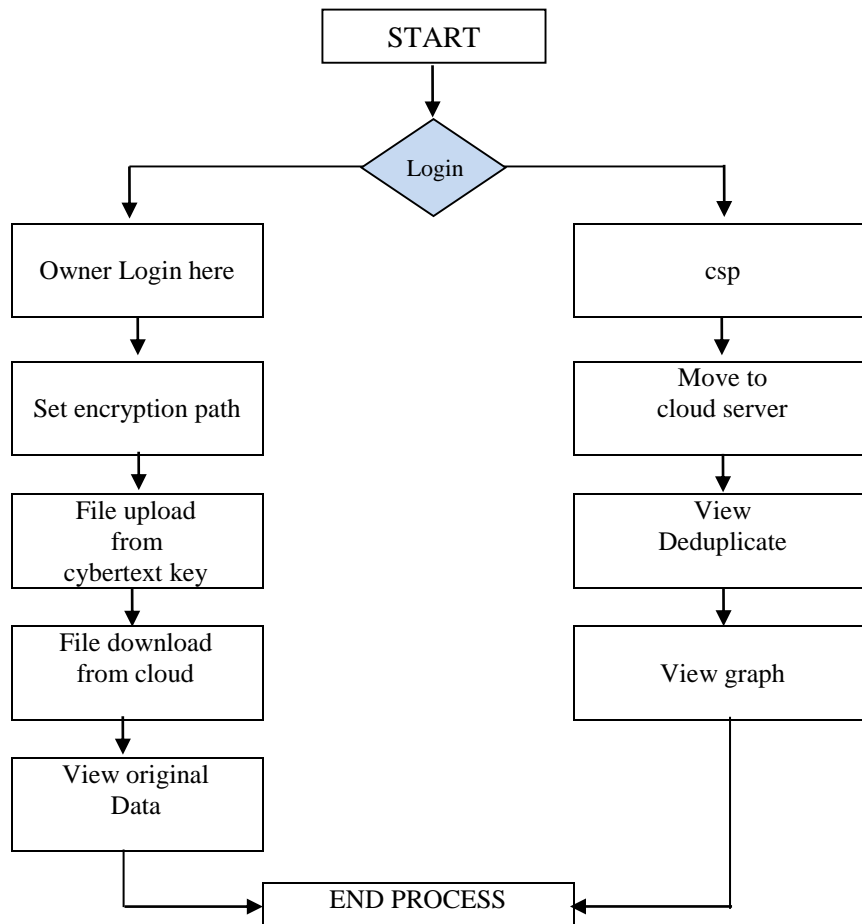 START
Login
Owner Login here
Set encryption path
File upload
from
cybertext key
File download
from cloud
View original
Data
csp
Move to
cloud server
View
Deduplicate
View graph
END PROCESS